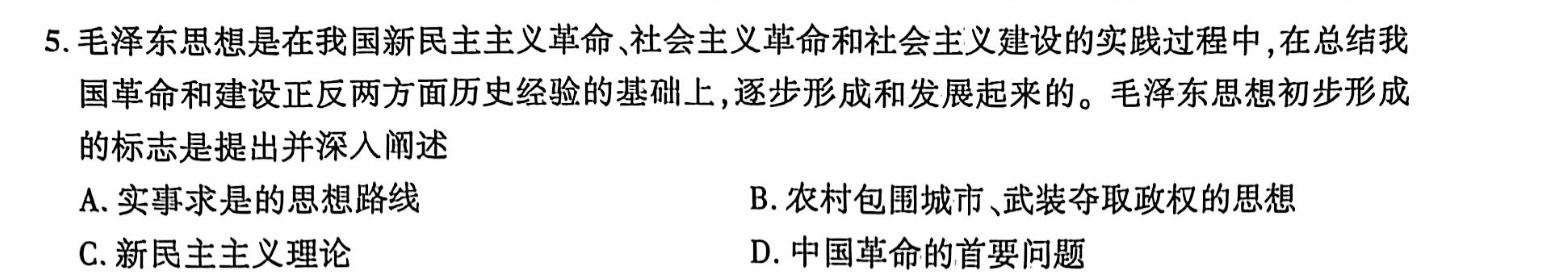 5. 毛泽东思想是在我国新民主主义革命、社会主义革命和社会主义建设的实践过程中,在总结我
国革命和建设正反两方面历史经验的基础上,逐步形成和发展起来的。毛泽东思想初步形成
的标志是提出并深入阐述
A. 实事求是的思想路线 B. 农村包围城市、武装夺取政权的思想
C. 新民主主义理论 D. 中国革命的首要问题